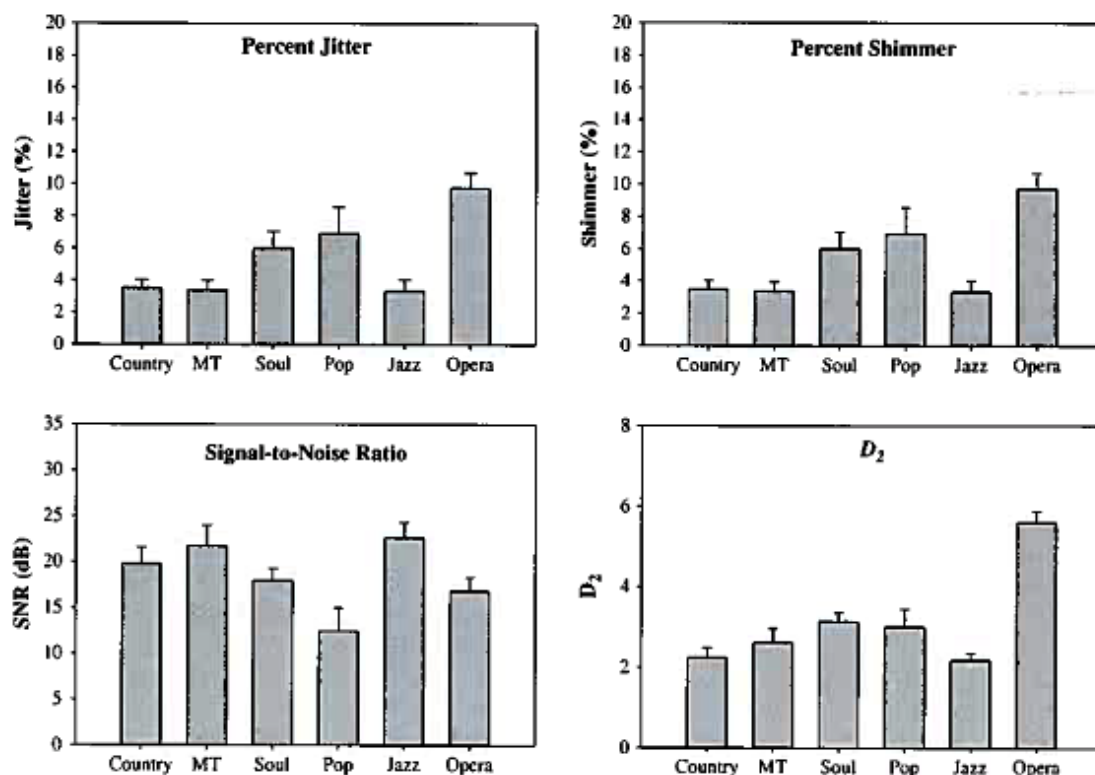 Percent Jitter
Jitter (%)
20
18
16
14
12
10
8
6
4
2
0
Country MT Soul Pop Jazz Opera
Percent Shimmer
Shimmer (%)
20
18
16
14
12
10
8
6
4
2
0
Country MT Soul Pop Jazz Opera
Signal-to-Noise Ratio
SNR (dB)
35
30
25
20
15
10
5
0
Country MT Soul Pop Jazz Opera
D₂
D₂
8
6
4
2
0
Country MT Soul Pop Jazz Opera